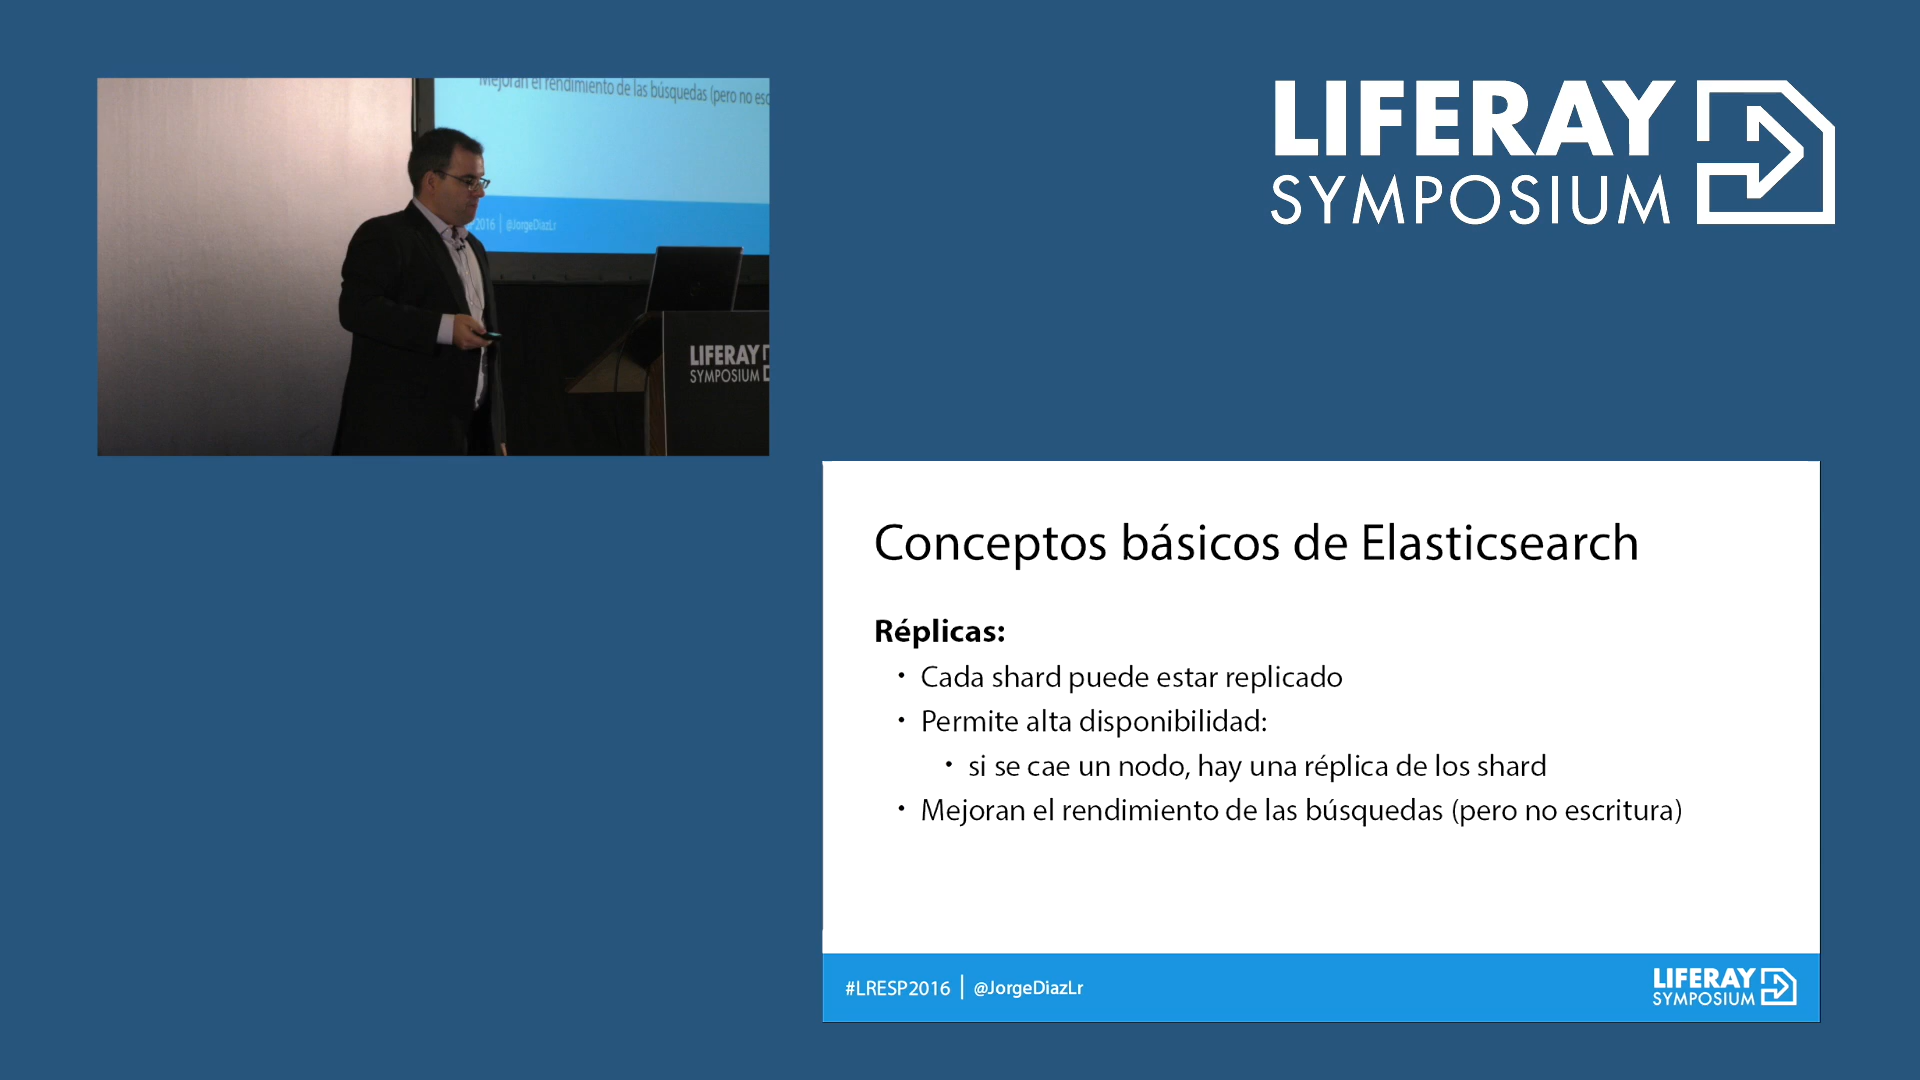 Mejoran el rendimiento de las búsquedas (pero no esc
2016 | @JorgeDiazLr
LIFERAY
SYMPOSIUM
LIFERAY
SYMPOSIUM
Conceptos básicos de Elasticsearch
Réplicas:
• Cada shard puede estar replicado
• Permite alta disponibilidad:
• si se cae un nodo, hay una réplica de los shard
• Mejoran el rendimiento de las búsquedas (pero no escritura)
#LRESP2016 | @JorgeDiazLr
LIFERAY
SYMPOSIUM